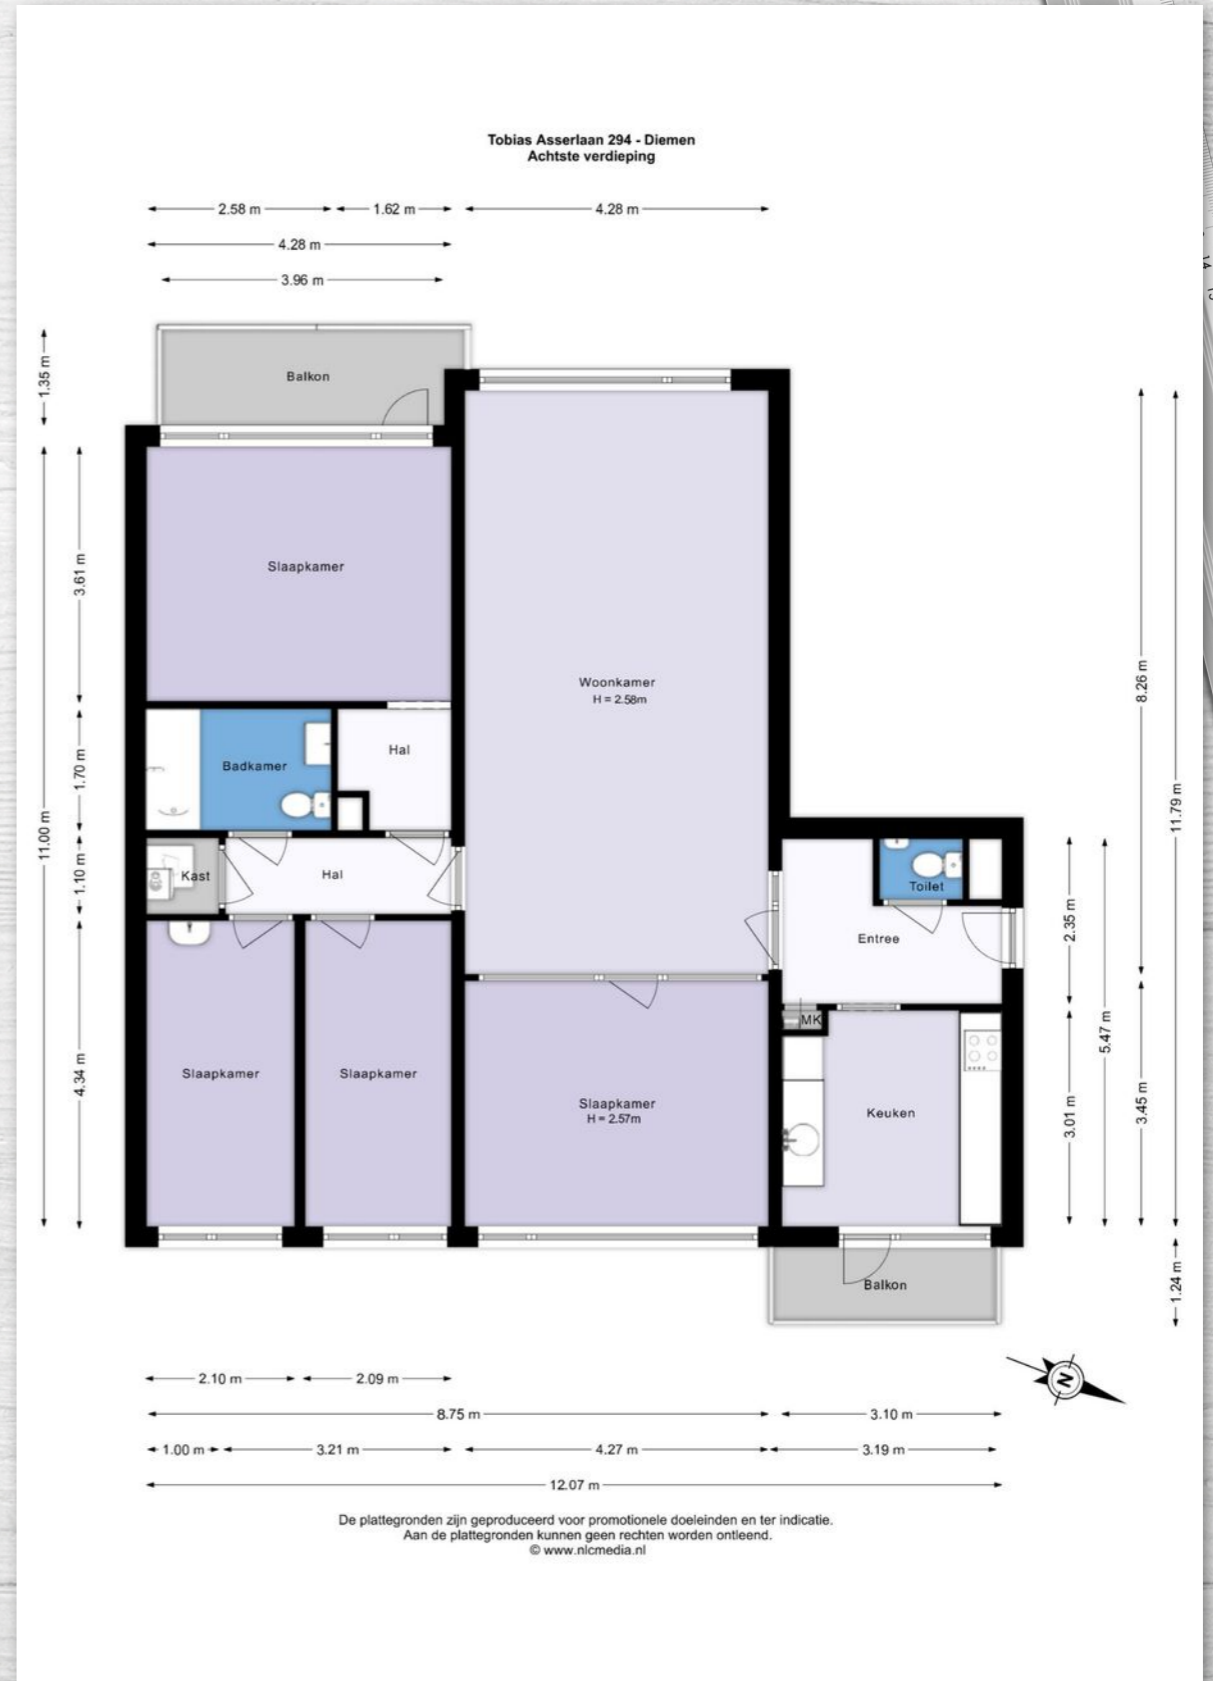 Tobias Asserlaan 294 - Diemen
Achtste verdieping
2.58 m
1.62 m
4.28 m
4.28 m
3.96 m
1.35 m
Balkon
3.61 m
Slaapkamer
Woonkamer
H = 2.58m
8.26 m
11.79 m
1.70 m
Badkamer
Hal
11.00 m
1.10 m
Kast
Hal
Toilet
2.35 m
Entree
MK
5.47 m
4.34 m
Slaapkamer
Slaapkamer
Slaapkamer
H = 2.57m
Keuken
3.01 m
3.45 m
Balkon
1.24 m
N
2.10 m
2.09 m
8.75 m
3.10 m
1.00 m
3.21 m
4.27 m
3.19 m
12.07 m
De plattegronden zijn geproduceerd voor promotionele doeleinden en ter indicatie.
Aan de plattegronden kunnen geen rechten worden ontleend.
© www.nlcmedia.nl